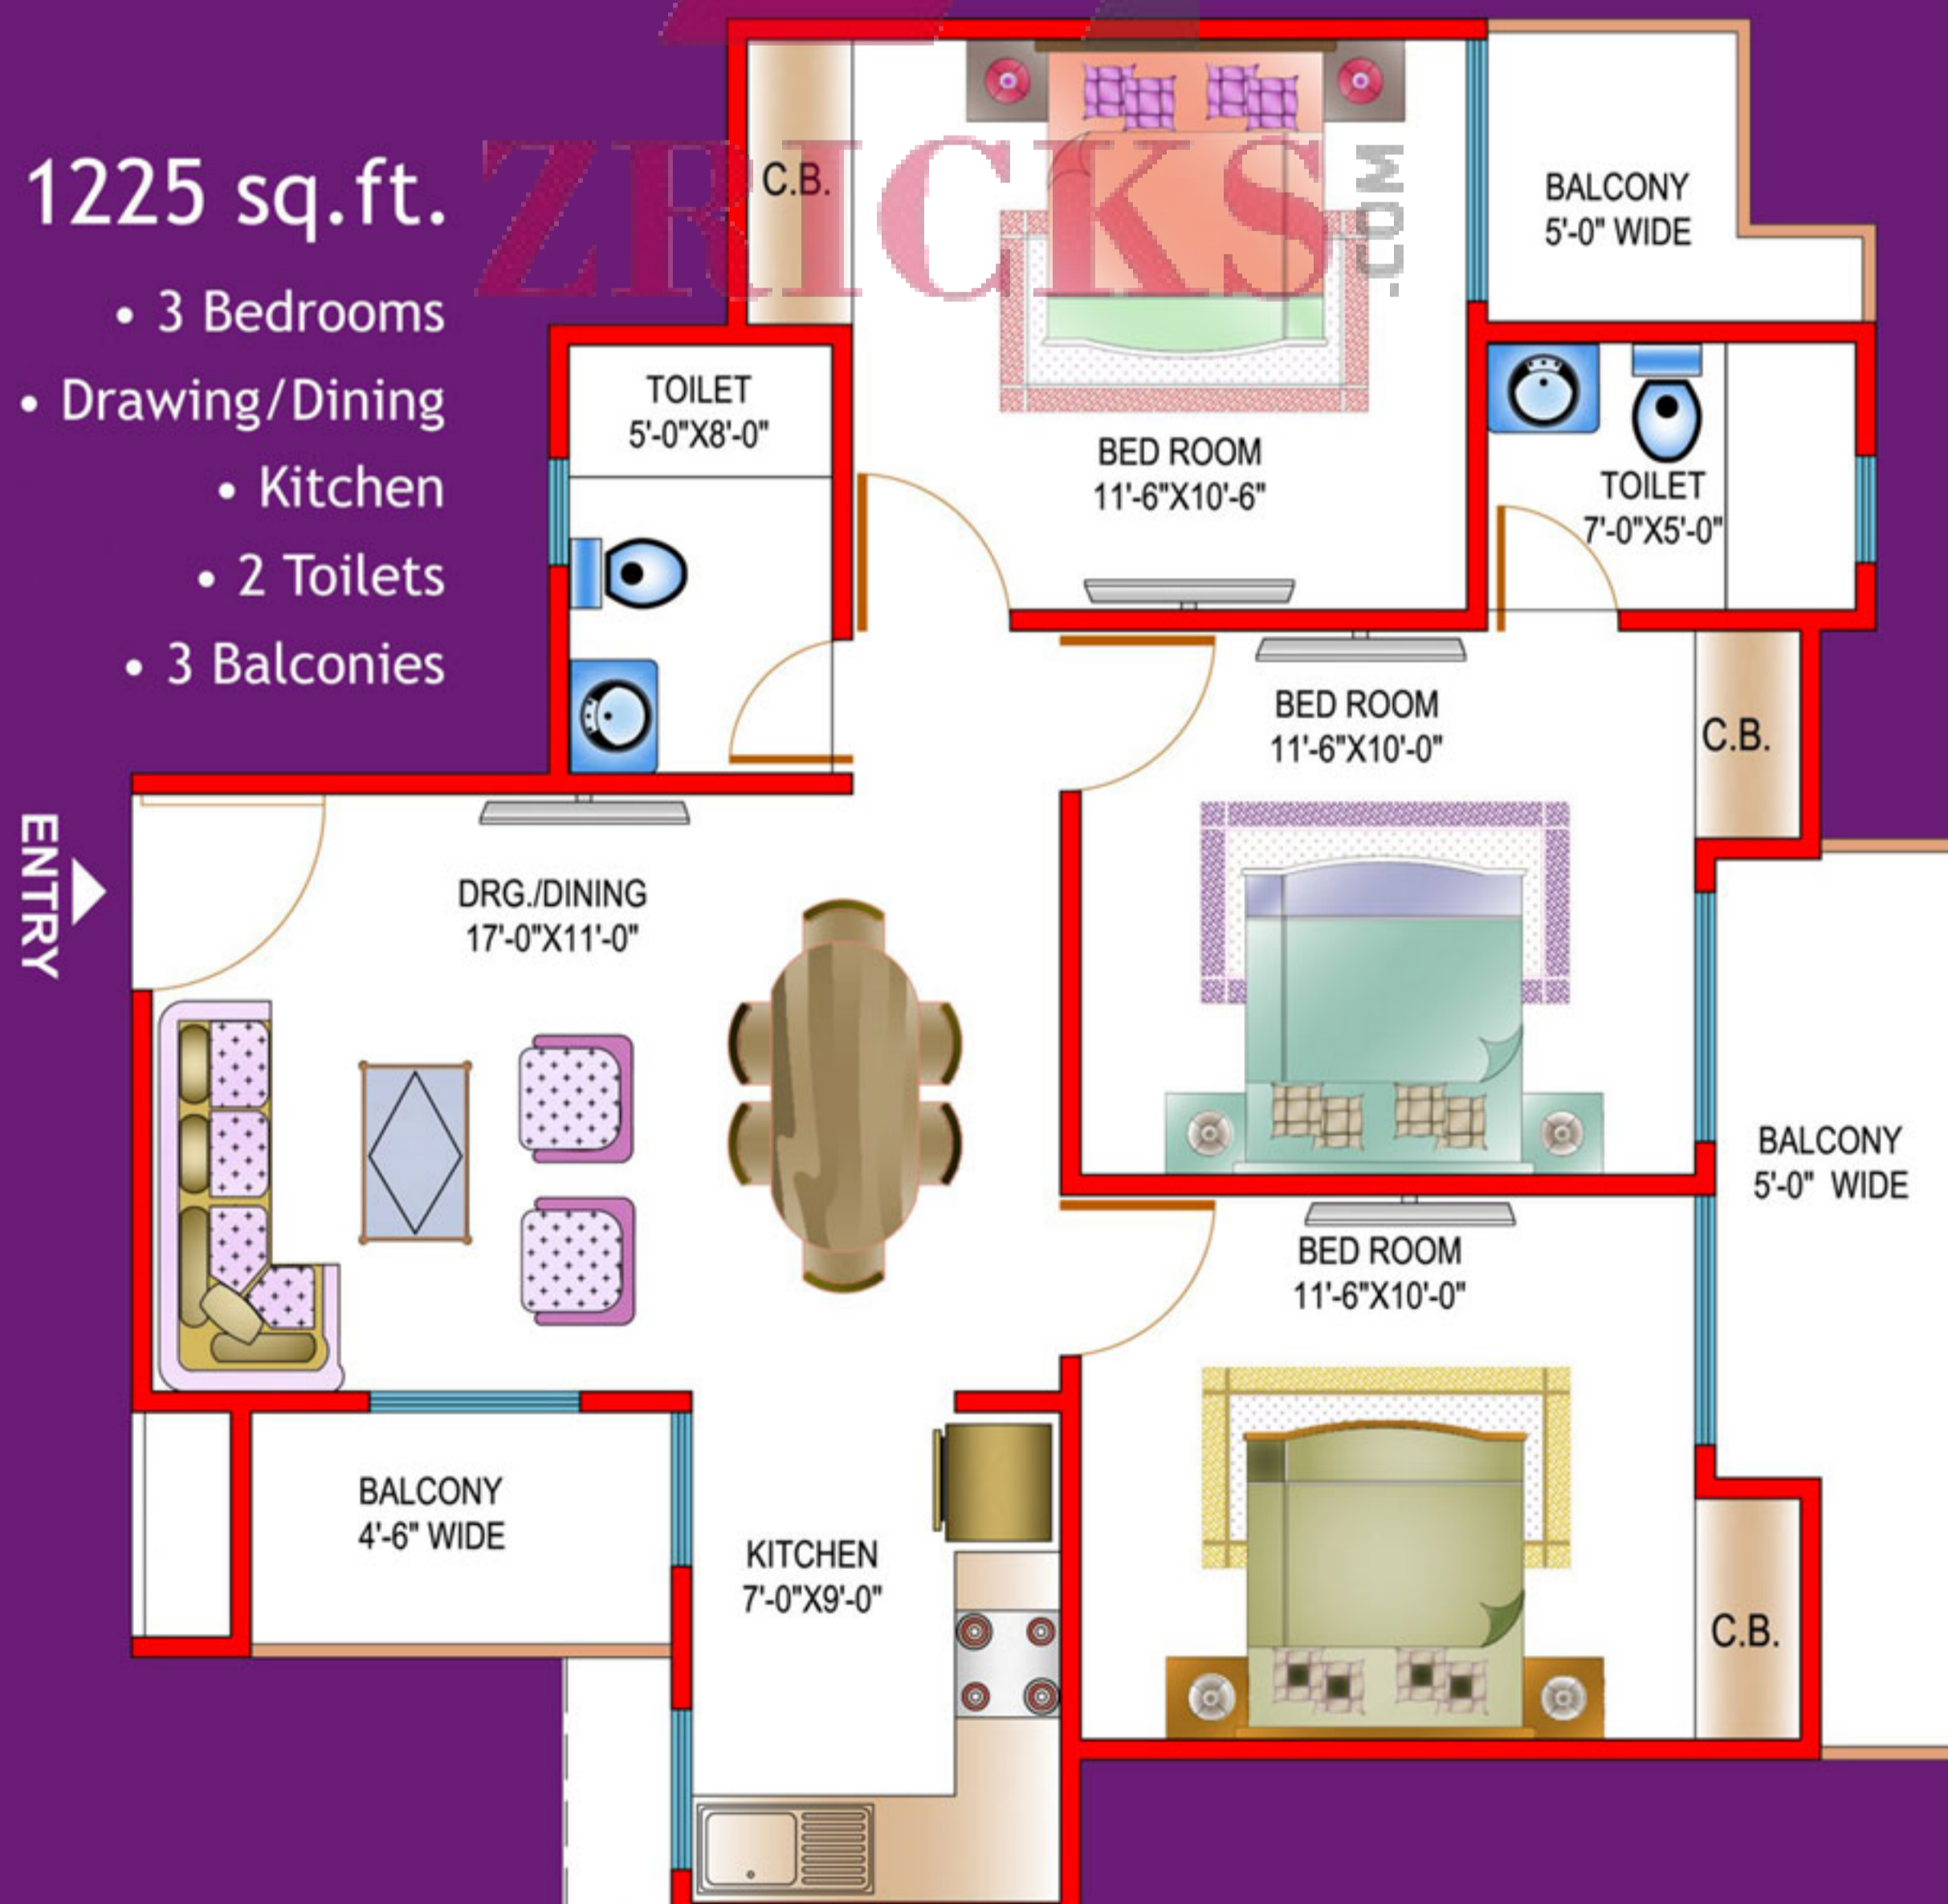 1225 sq.ft.
• 3 Bedrooms
• Drawing/Dining
• Kitchen
• 2 Toilets
• 3 Balconies
ZRICKS
.COM
C.B.
BALCONY
5'-0" WIDE
TOILET
5'-0"X8'-0"
BED ROOM
11'-6"X10'-6"
TOILET
7'-0"X5'-0"
BED ROOM
11'-6"X10'-0"
C.B.
ENTRY
DRG./DINING
17'-0"X11'-0"
BALCONY
5'-0" WIDE
BED ROOM
11'-6"X10'-0"
BALCONY
4'-6" WIDE
KITCHEN
7'-0"X9'-0"
C.B.